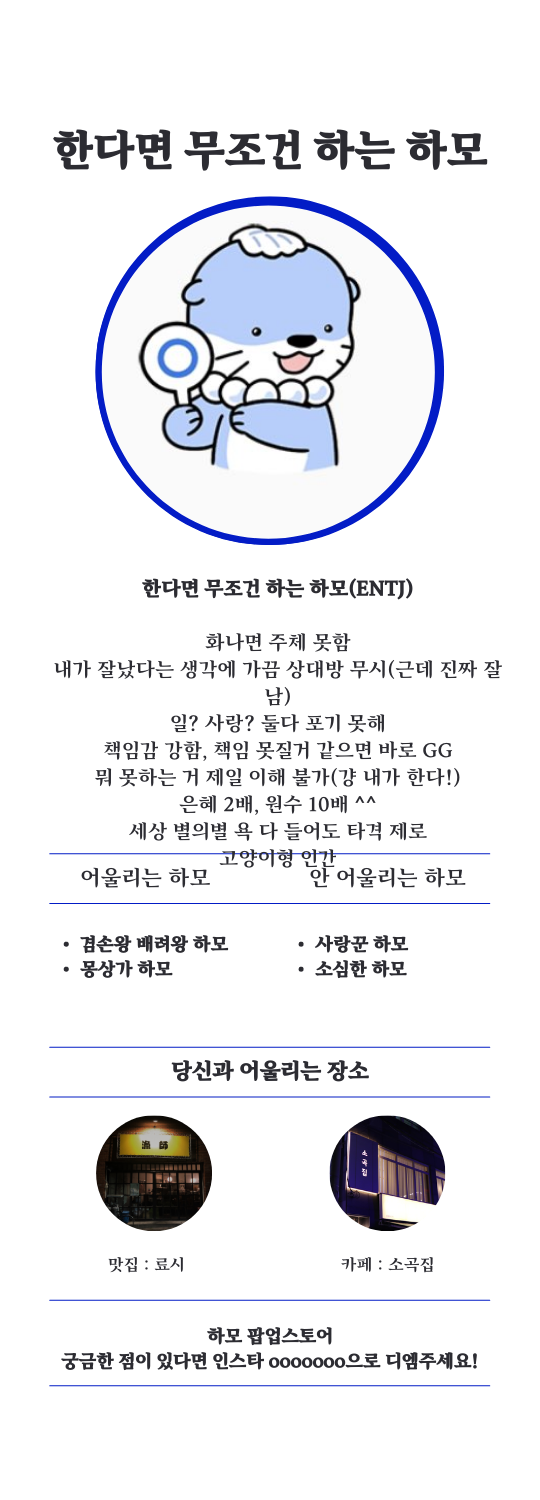 한다면 무조건 하는 하모
한다면 무조건 하는 하모(ENTJ)
화나면 주체 못함
내가 잘났다는 생각에 가끔 상대방 무시(근데 진짜 잘
남)
일? 사랑? 둘다 포기 못해
책임감 강함, 책임 못질거 같으면 바로 GG
뭐 못하는 거 제일 이해 불가(걍 내가 한다!)
은혜 2배, 원수 10배 ^^
세상 별의별 욕 다 들어도 타격 제로
고양이형 인간
어울리는 하모
안 어울리는 하모
• 겸손왕 배려왕 하모
• 몽상가 하모
• 사랑꾼 하모
• 소심한 하모
당신과 어울리는 장소
漁師
소곡집
맛집 : 료시
카페 : 소곡집
하모 팝업스토어
궁금한 점이 있다면 인스타 ooooooo으로 디엠주세요!